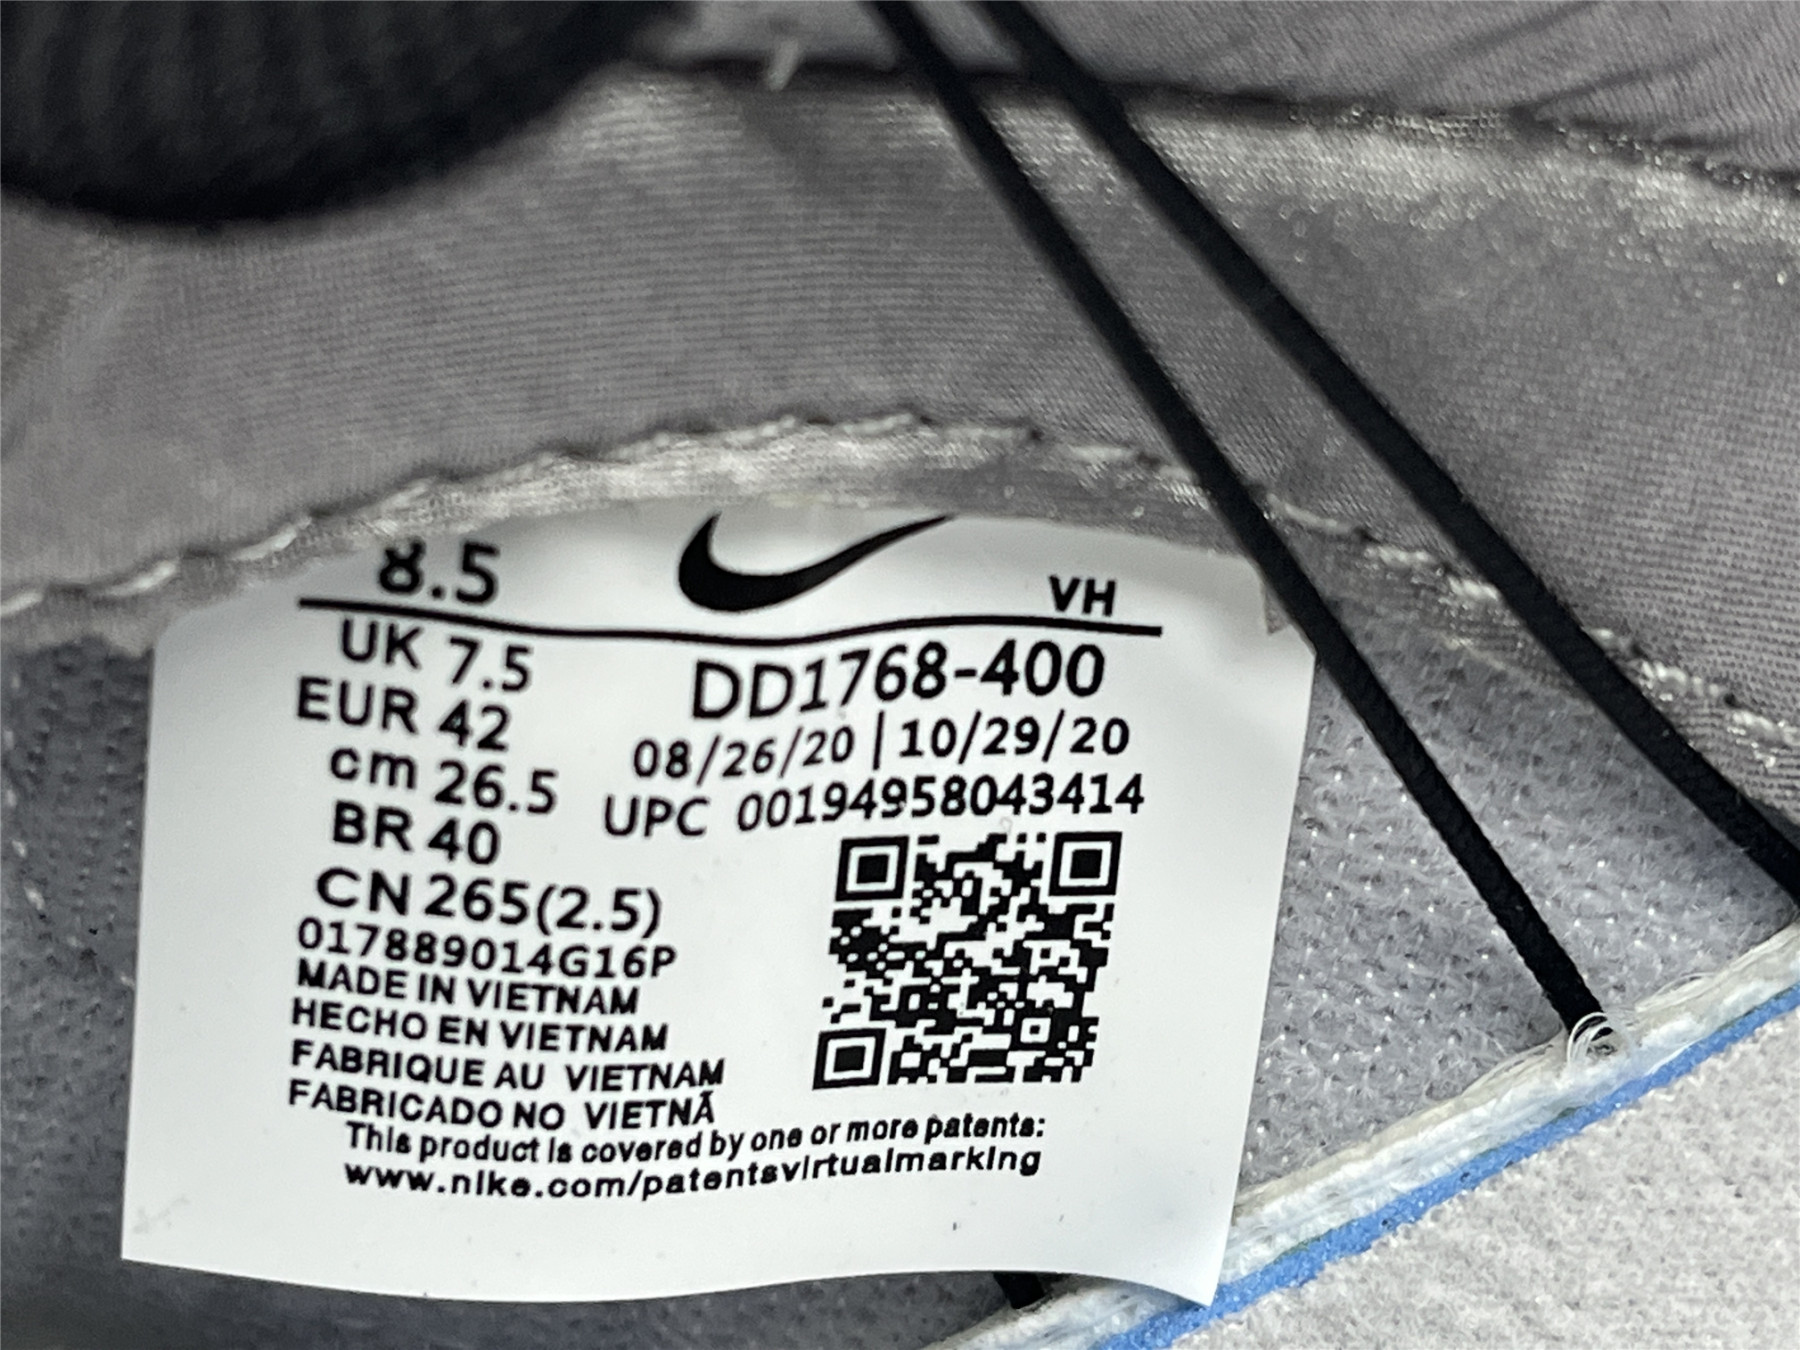 8.5
VH
UK 7.5
EUR 42
cm 26.5
BR 40
CN 265(2.5)
DD1768-400
08/26/20 | 10/29/20
UPC 00194958043414
017889014G16P
MADE IN VIETNAM
HECHO EN VIETNAM
FABRIQUE AU VIETNAM
FABRICADO NO VIETNÃ
This product is covered by one or more patents:
www.nike.com/patentsvirtualmarking